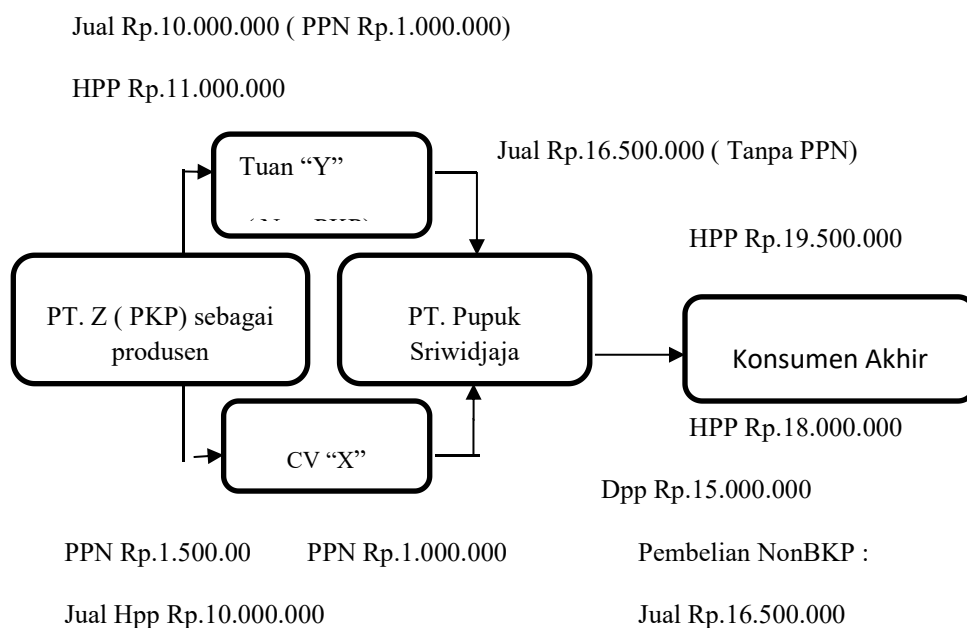 Jual Rp.10.000.000 ( PPN Rp.1.000.000)
HPP Rp.11.000.000
Tuan “Y”
Jual Rp.16.500.000 ( Tanpa PPN)
HPP Rp.19.500.000
PT. Z ( PKP) sebagai
produsen
PT. Pupuk
Sriwidjaja
Konsumen Akhir
HPP Rp.18.000.000
CV “X”
Dpp Rp.15.000.000
PPN Rp.1.500.00 PPN Rp.1.000.000 Pembelian NonBKP :
Jual Hpp Rp.10.000.000 Jual Rp.16.500.000